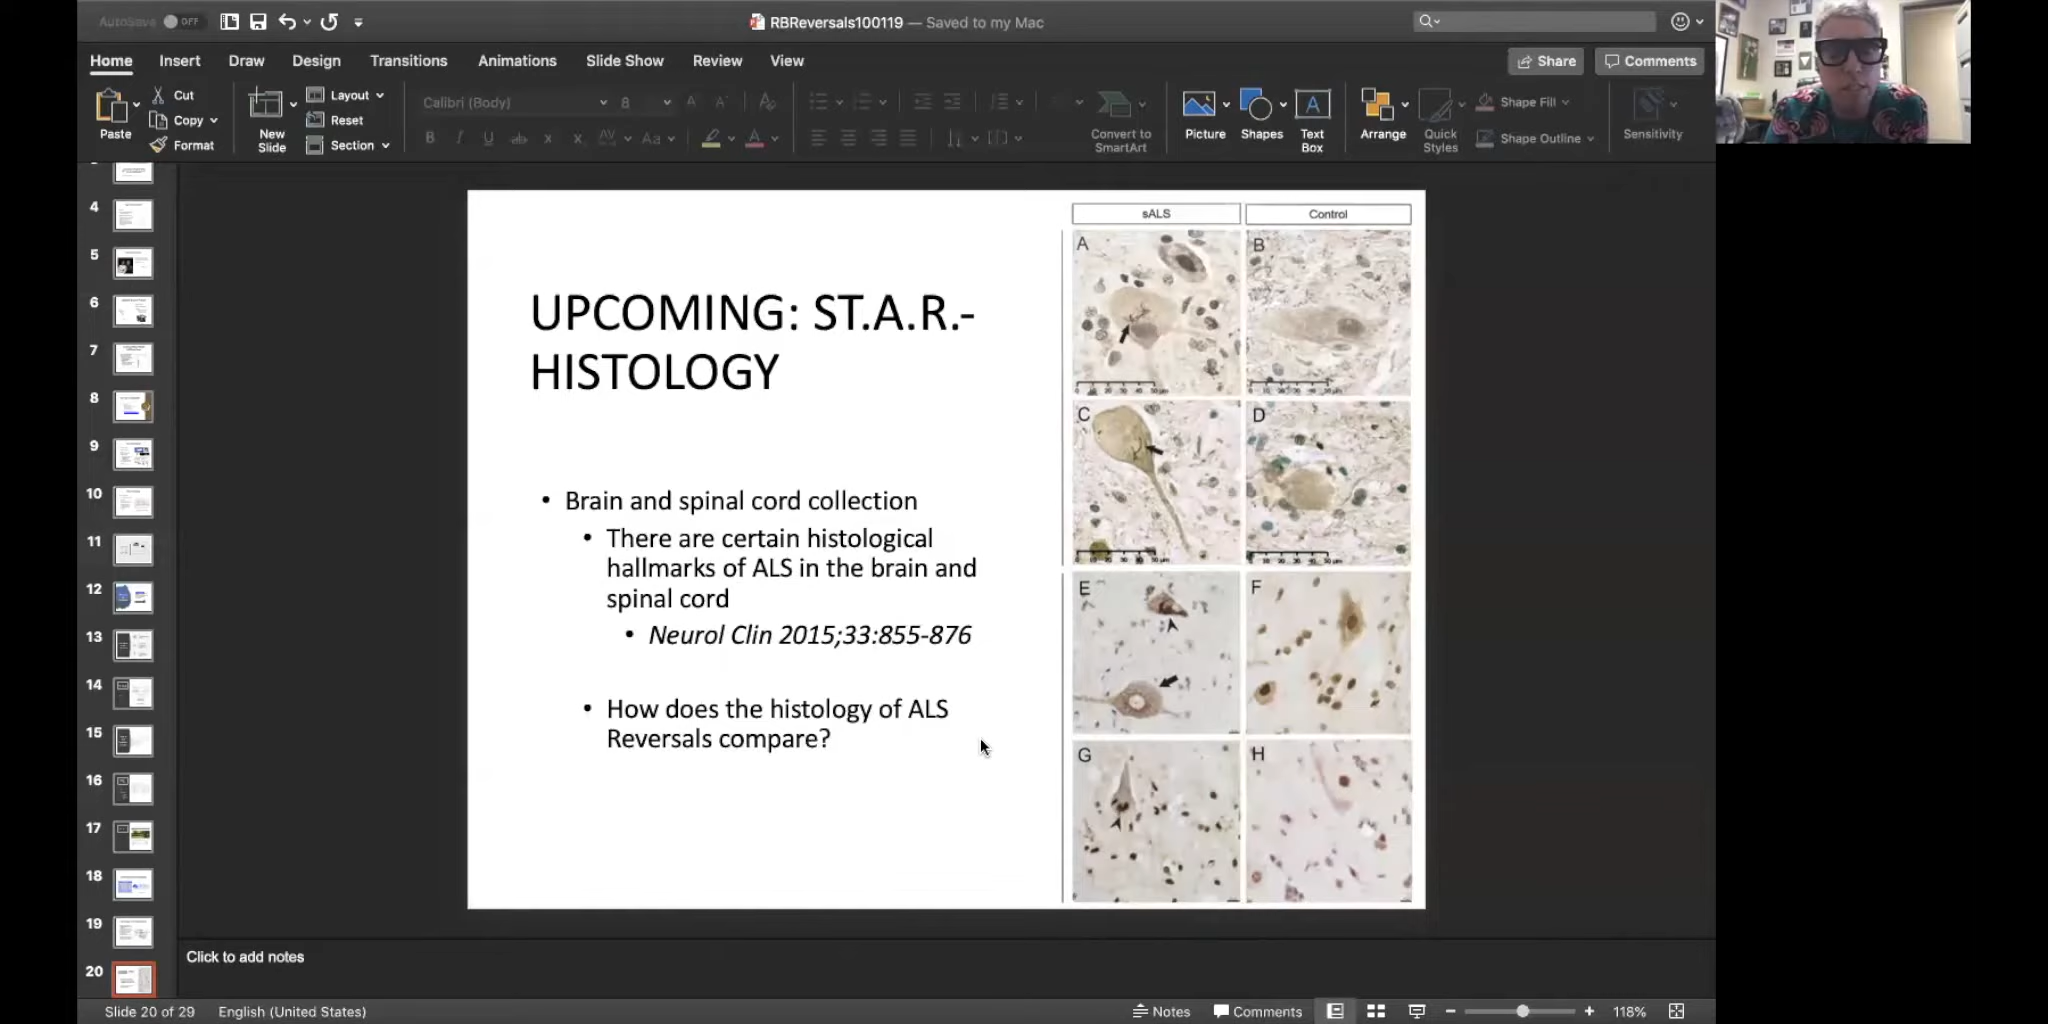 AutoSave OFF
RBReversals100119 — Saved to my Mac
Home Insert Draw Design Transitions Animations Slide Show Review View Share Comments
Paste
Cut
Copy
Format
New Slide
Layout
Reset
Section
Calibri (Body) 8
Convert to SmartArt
Picture
Shapes
Text Box
Arrange
Quick Styles
Shape Fill
Shape Outline
Sensitivity
4
5
6
7
8
9
10
11
12
13
14
15
16
17
18
19
20
UPCOMING: ST.A.R.-
HISTOLOGY
• Brain and spinal cord collection
• There are certain histological
hallmarks of ALS in the brain and
spinal cord
• Neurol Clin 2015;33:855-876
• How does the histology of ALS
Reversals compare?
sALS Control
A B
C D
E F
G H
Click to add notes
Slide 20 of 29 English (United States) Notes Comments 118%